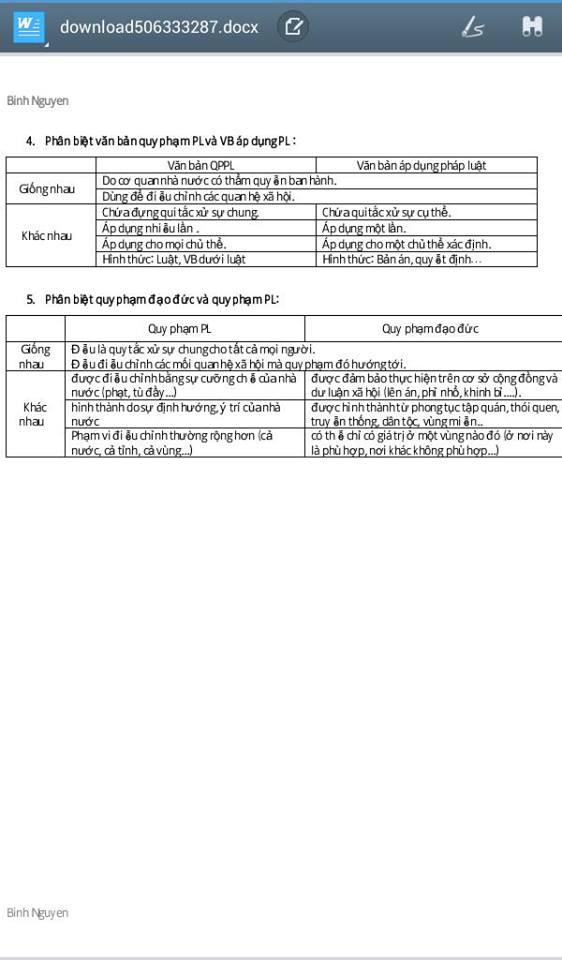 download506333287.docx
Binh Nguyen
4. Phân biệt văn bản quy phạm PL và VB áp dụng PL :
Văn bản QPPL Văn bản áp dụng pháp luật
Giống nhau
Do cơ quan nhà nước có thẩm quyền ban hành.
Dùng để điều chỉnh các quan hệ xã hội.
Khác nhau
Chứa đựng qui tắc xử sự chung. Chứa qui tắc xử sự cụ thể.
Áp dụng nhiều lần . Áp dụng một lần.
Áp dụng cho mọi chủ thể. Áp dụng cho một chủ thể xác định.
Hình thức: Luật, VB dưới luật Hình thức: Bản án, quyết định…
5. Phân biệt quy phạm đạo đức và quy phạm PL:
Quy phạm PL Quy phạm đạo đức
Giống
nhau
Đều là quy tắc xử sự chung cho tất cả mọi người.
Đều điều chỉnh các mối quan hệ xã hội mà quy phạm đó hướng tới.
Khác
nhau
được điều chỉnh bằng sự cưỡng chế của nhà
nước (phạt, tù đầy...)
được đảm bảo thực hiện trên cơ sở cộng đồng và
dư luận xã hội (lên án, phỉ nhổ, khinh bỉ ....).
hình thành do sự định hướng, ý trí của nhà
nước
được hình thành từ phong tục tập quán, thói quen,
truyền thống, dân tộc, vùng miền..
Phạm vi điều chỉnh thường rộng hơn (cả
nước, cả tỉnh, cả vùng...)
có thể chỉ có giá trị ở một vùng nào đó (ở nơi này
là phù hợp, nơi khác không phù hợp...)
Binh Nguyen